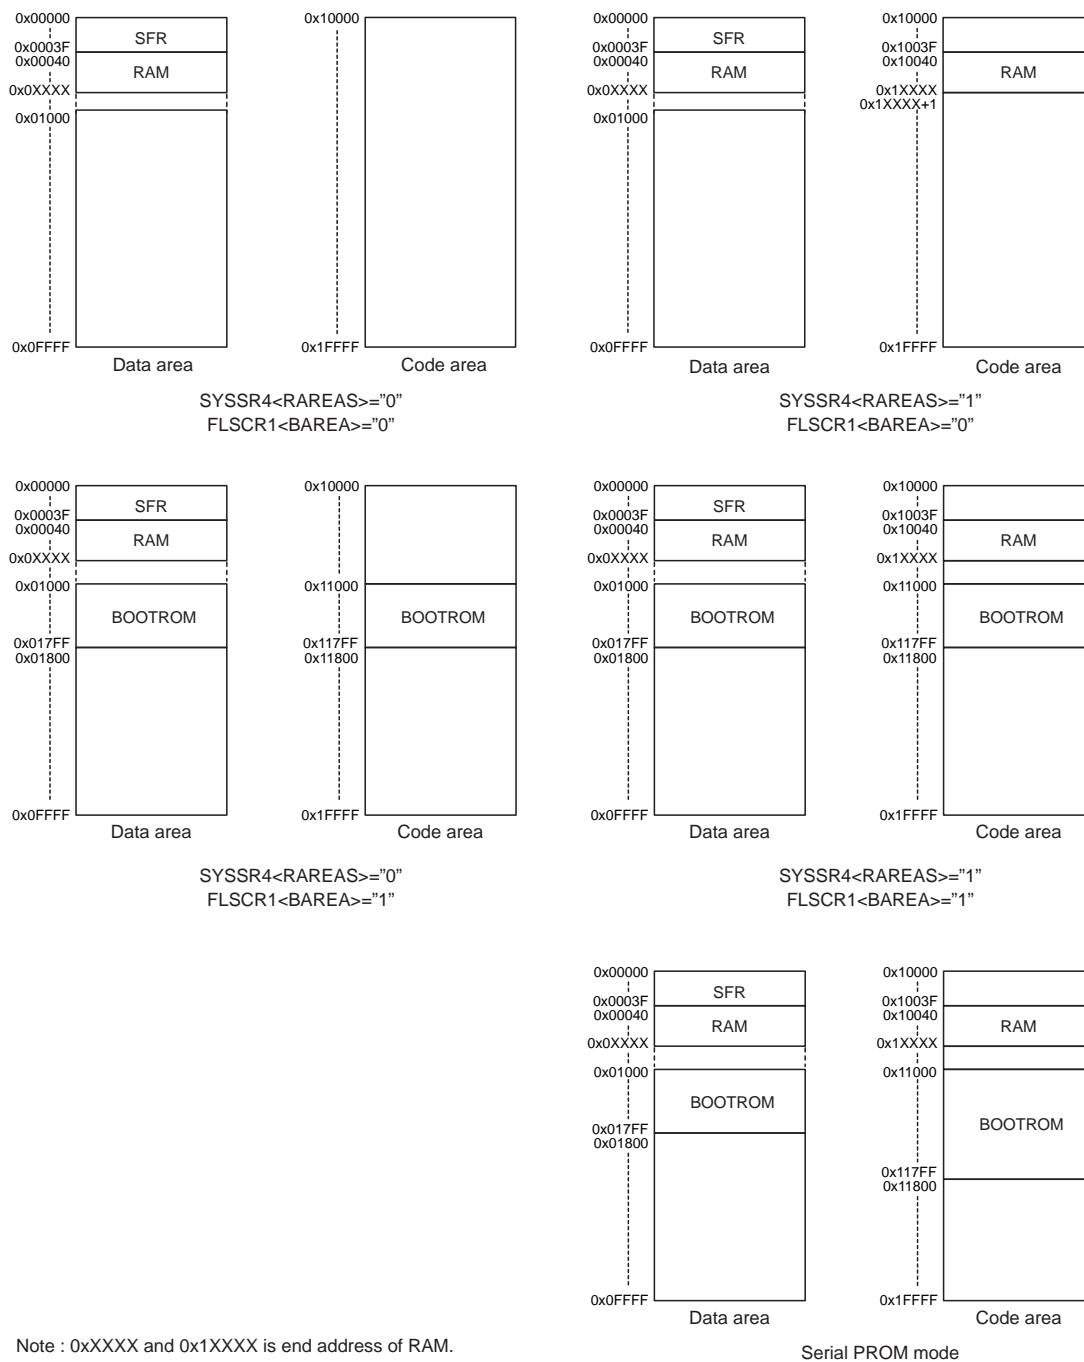 0x00000
SFR
0x0003F
0x00040
RAM
0x0XXXX
0x01000
0x0FFFF
Data area
0x10000
0x1FFFF
Code area
SYSSR4<RAREAS>=”0”
FLSCR1<BAREA>=”0”
0x00000
SFR
0x0003F
0x00040
RAM
0x0XXXX
0x01000
0x0FFFF
Data area
0x10000
0x1003F
0x10040
RAM
0x1XXXX
0x1XXXX+1
0x1FFFF
Code area
SYSSR4<RAREAS>=”1”
FLSCR1<BAREA>=”0”
0x00000
SFR
0x0003F
0x00040
RAM
0x0XXXX
0x01000
BOOTROM
0x017FF
0x01800
0x0FFFF
Data area
0x10000
0x11000
BOOTROM
0x117FF
0x11800
0x1FFFF
Code area
SYSSR4<RAREAS>=”0”
FLSCR1<BAREA>=”1”
0x00000
SFR
0x0003F
0x00040
RAM
0x0XXXX
0x01000
BOOTROM
0x017FF
0x01800
0x0FFFF
Data area
0x10000
0x1003F
0x10040
RAM
0x1XXXX
0x11000
BOOTROM
0x117FF
0x11800
0x1FFFF
Code area
SYSSR4<RAREAS>=”1”
FLSCR1<BAREA>=”1”
0x00000
SFR
0x0003F
0x00040
RAM
0x0XXXX
0x01000
BOOTROM
0x017FF
0x01800
0x0FFFF
Data area
0x10000
0x1003F
0x10040
RAM
0x1XXXX
0x11000
BOOTROM
0x117FF
0x11800
0x1FFFF
Code area
Serial PROM mode
Note : 0xXXXX and 0x1XXXX is end address of RAM.